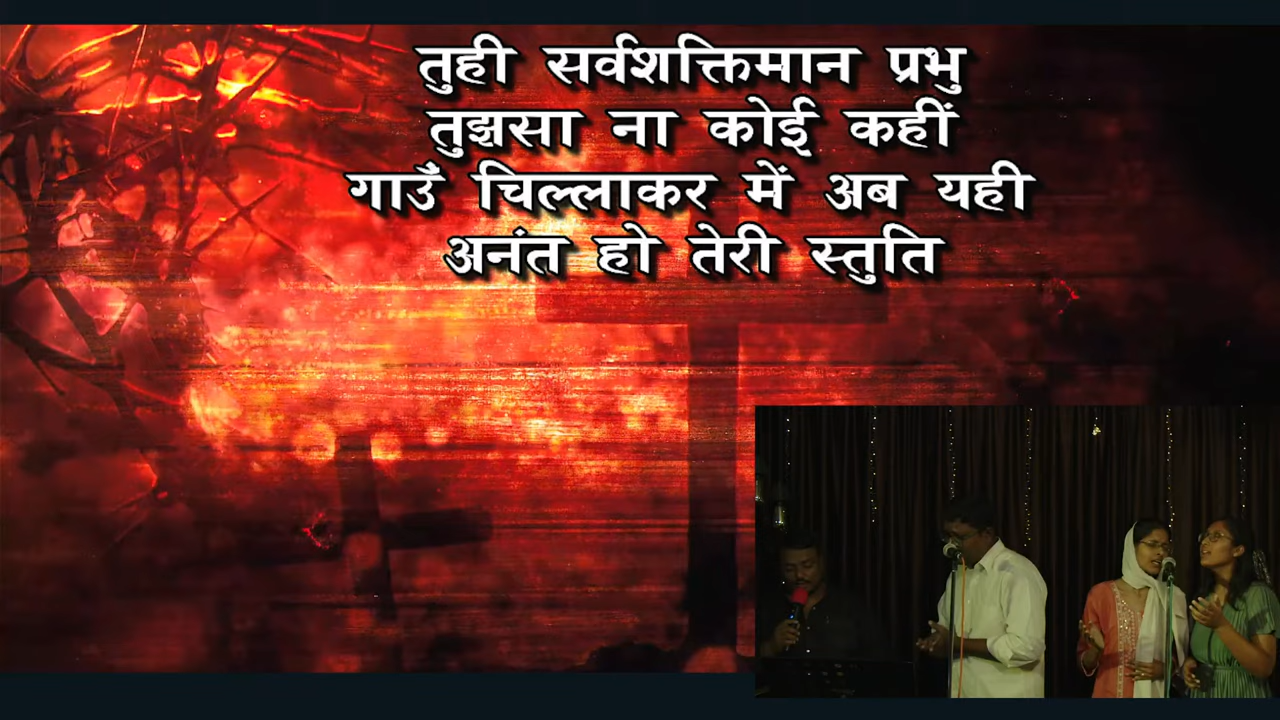 तुही सर्वशक्तिमान प्रभु
तुझसा ना कोई कहीं
गाउँ चिल्लाकर में अब यही
अनंत हो तेरी स्तुति